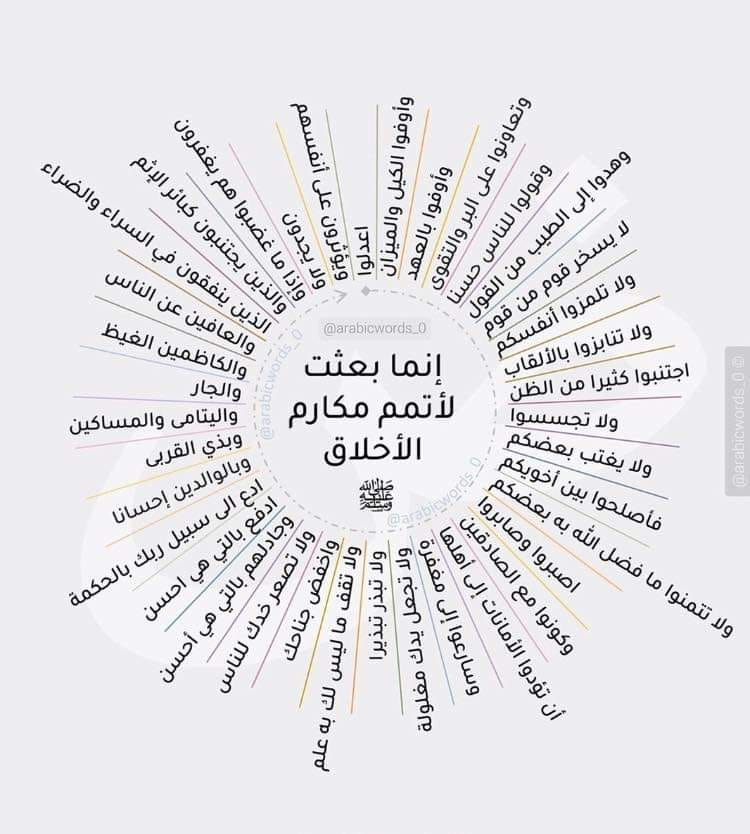 @arabicwords_0
إنما بعثت
لأتمم مكارم
الأخلاق
ﷺ
اعدلوا
وأوفوا الكيل والميزان
وأوفوا بالعهد
وتعاونوا على البر والتقوى
وقولوا للناس حسنا
وهدوا إلى الطيب من القول
لا يسخر قوم من قوم
ولا تلمزوا أنفسكم
ولا تنابزوا بالألقاب
اجتنبوا كثيرا من الظن
ولا تجسسوا
ولا يغتب بعضكم
فأصلحوا بين أخويكم
ولا تتمنوا ما فضل الله به بعضكم
اصبروا وصابروا
وكونوا مع الصادقين
أن تؤدوا الأمانات إلى أهلها
وسارعوا إلى مغفرة
ولا تجعل يدك مغلولة
ولا تبذر تبذيرا
ولا تقف ما ليس لك به علم
واخفض جناحك
ولا تصعر خدك للناس
وجادلهم بالتي هي أحسن
ادفع بالتي هي احسن
ادع الى سبيل ربك بالحكمة
وبالوالدين إحسانا
وبذي القربى
واليتامى والمساكين
والجار
والكاظمين الغيظ
والعافين عن الناس
الذين ينفقون في السراء والضراء
والذين يجتنبون كبائر الإثم
وإذا ما غضبوا هم يغفرون
ولا يجدون
ويؤثرون على أنفسهم
@arabicwords_0
@arabicwords_0
@arabicwords_0